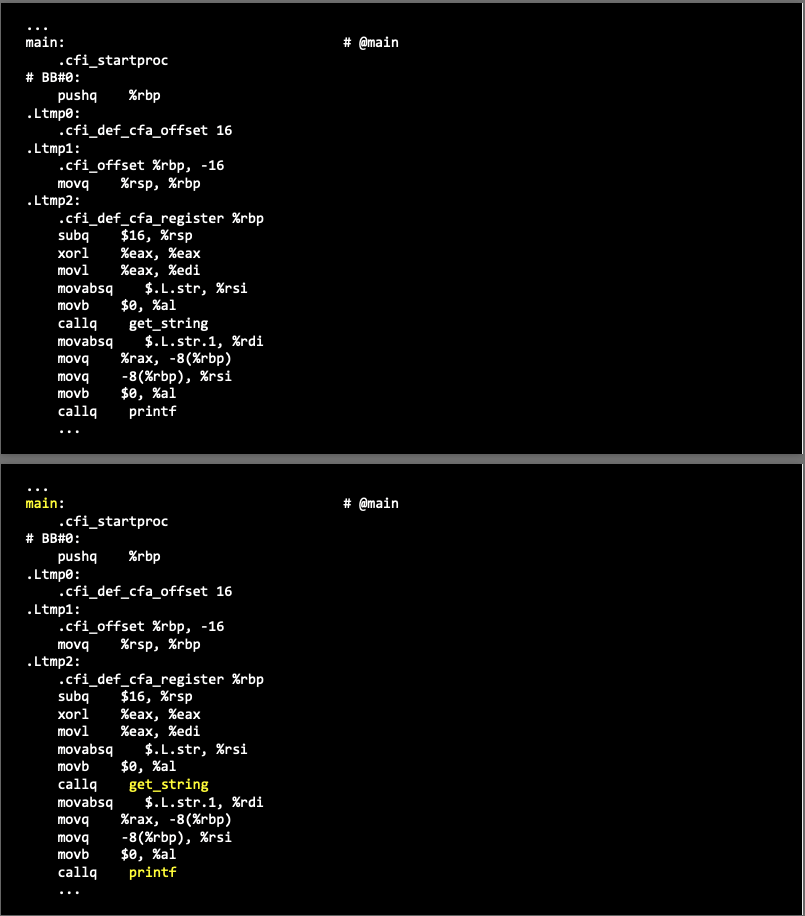 ...
main:                                   # @main
    .cfi_startproc
# BB#0:
    pushq    %rbp
.Ltmp0:
    .cfi_def_cfa_offset 16
.Ltmp1:
    .cfi_offset %rbp, -16
    movq    %rsp, %rbp
.Ltmp2:
    .cfi_def_cfa_register %rbp
    subq    $16, %rsp
    xorl    %eax, %eax
    movl    %eax, %edi
    movabsq    $.L.str, %rsi
    movb    $0, %al
    callq    get_string
    movabsq    $.L.str.1, %rdi
    movq    %rax, -8(%rbp)
    movq    -8(%rbp), %rsi
    movb    $0, %al
    callq    printf
    ...
...
main:                                   # @main
    .cfi_startproc
# BB#0:
    pushq    %rbp
.Ltmp0:
    .cfi_def_cfa_offset 16
.Ltmp1:
    .cfi_offset %rbp, -16
    movq    %rsp, %rbp
.Ltmp2:
    .cfi_def_cfa_register %rbp
    subq    $16, %rsp
    xorl    %eax, %eax
    movl    %eax, %edi
    movabsq    $.L.str, %rsi
    movb    $0, %al
    callq    get_string
    movabsq    $.L.str.1, %rdi
    movq    %rax, -8(%rbp)
    movq    -8(%rbp), %rsi
    movb    $0, %al
    callq    printf
    ...